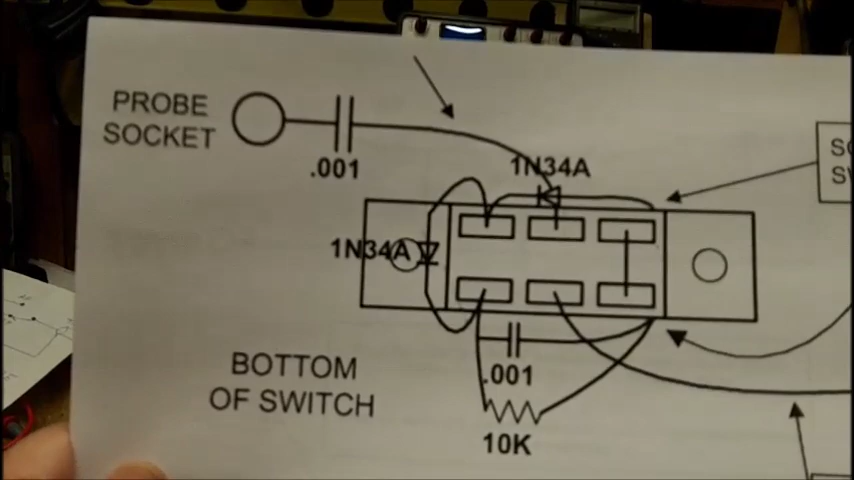 PROBE
SOCKET
.001
1N34A
1N34A
.001
BOTTOM
OF SWITCH
10K